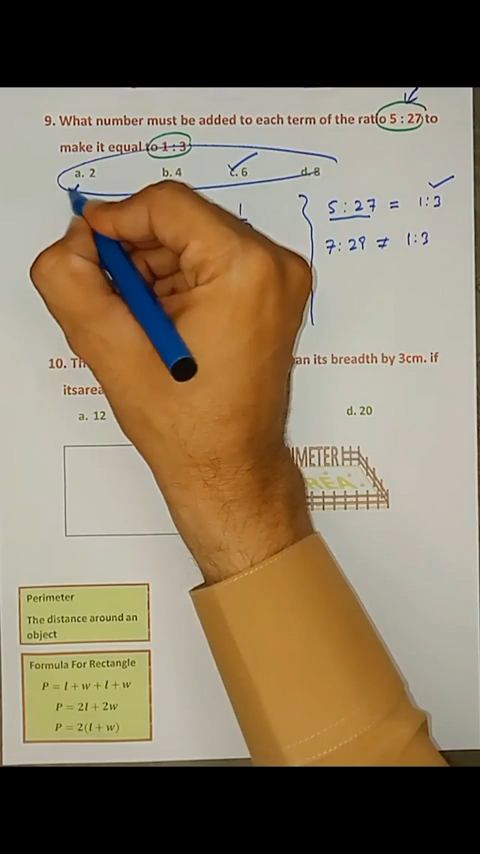 9. What number must be added to each term of the ratio 5 : 27 to
make it equal to 1 : 3
a. 2 b. 4 c. 6 d. 8
5 : 27 = 1:3
7 : 29 ≠ 1:3
10. an its breadth by 3cm. if
itsarea
a. 12 d. 20
IMETER
AREA
Perimeter
The distance around an
object
Formula For Rectangle
P = l + w + l + w
P = 2l + 2w
P = 2(l + w)